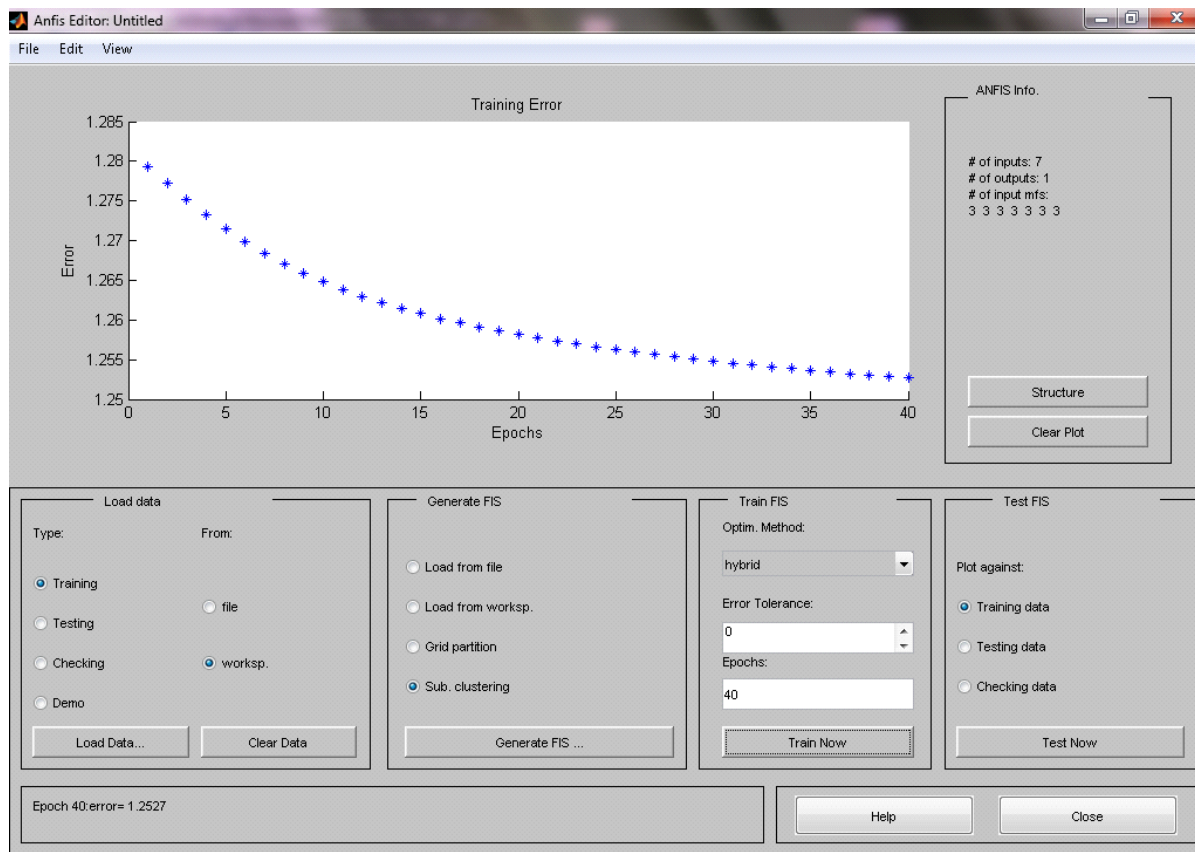 Anfis Editor: Untitled
File Edit View
Training Error
1.285
1.28
1.275
1.27
1.265
1.26
1.255
1.25
Error
0 5 10 15 20 25 30 35 40
Epochs
ANFIS Info.
# of inputs: 7
# of outputs: 1
# of input mfs:
3 3 3 3 3 3 3
Structure
Clear Plot
Load data
Type: From:
Training
Testing
Checking
Demo
file
worksp.
Load Data...
Clear Data
Generate FIS
Load from file
Load from worksp.
Grid partition
Sub. clustering
Generate FIS ...
Train FIS
Optim. Method:
hybrid
Error Tolerance:
0
Epochs:
40
Train Now
Test FIS
Plot against:
Training data
Testing data
Checking data
Test Now
Epoch 40:error= 1.2527
Help
Close